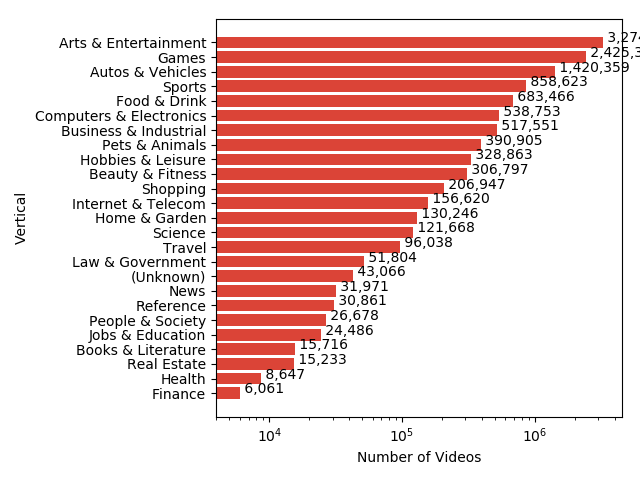 Arts & Entertainment 3,274
Games 2,425,3
Autos & Vehicles 1,420,359
Sports 858,623
Food & Drink 683,466
Computers & Electronics 538,753
Business & Industrial 517,551
Pets & Animals 390,905
Hobbies & Leisure 328,863
Beauty & Fitness 306,797
Shopping 206,947
Internet & Telecom 156,620
Home & Garden 130,246
Science 121,668
Travel 96,038
Law & Government 51,804
(Unknown) 43,066
News 31,971
Reference 30,861
People & Society 26,678
Jobs & Education 24,486
Books & Literature 15,716
Real Estate 15,233
Health 8,647
Finance 6,061
Vertical
10⁴ 10⁵ 10⁶
Number of Videos